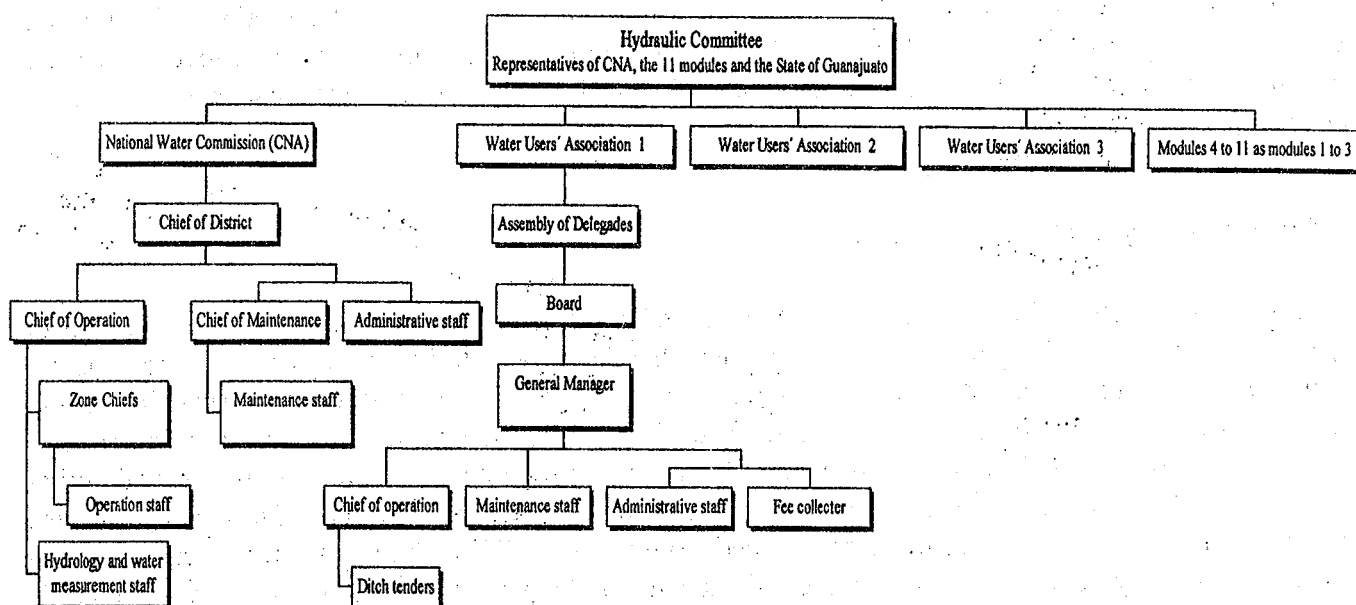 Hydraulic Committee
Representatives of CNA, the 11 modules and the State of Guanajuato
National Water Commission (CNA)
Water Users´ Association 1
Water Users´ Association 2
Water Users´ Association 3
Modules 4 to 11 as modules 1 to 3
Chief of District
Assembly of Delegades
Board
Chief of Operation
Chief of Maintenance
Administrative staff
General Manager
Zone Chiefs
Maintenance staff
Operation staff
Chief of operation
Maintenance staff
Administrative staff
Fee collecter
Hydrology and water
measurement staff
Ditch tenders